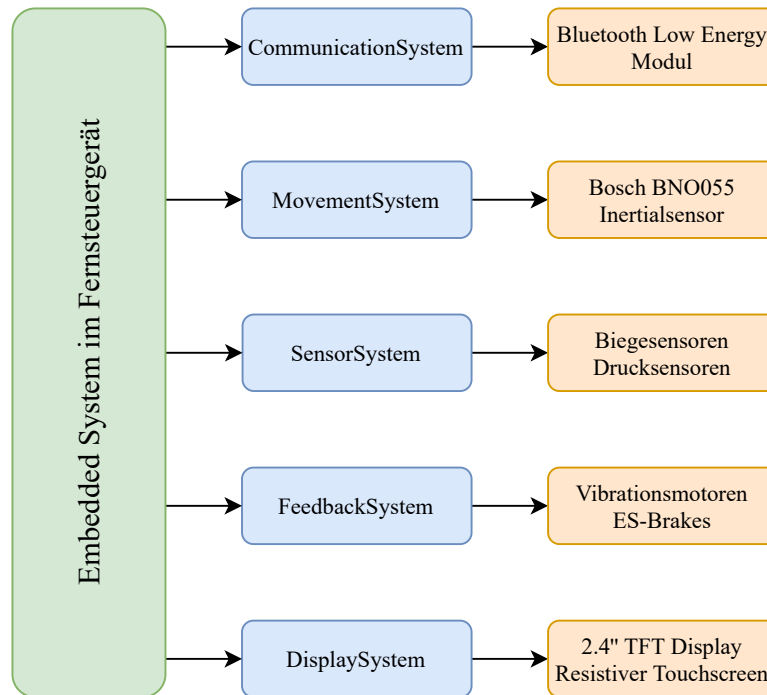 Embedded System im Fernsteuergerät
CommunicationSystem
Bluetooth Low Energy
Modul
MovementSystem
Bosch BNO055
Inertialsensor
SensorSystem
Biegesensoren
Drucksensoren
FeedbackSystem
Vibrationsmotoren
ES-Brakes
DisplaySystem
2.4" TFT Display
Resistiver Touchscreen